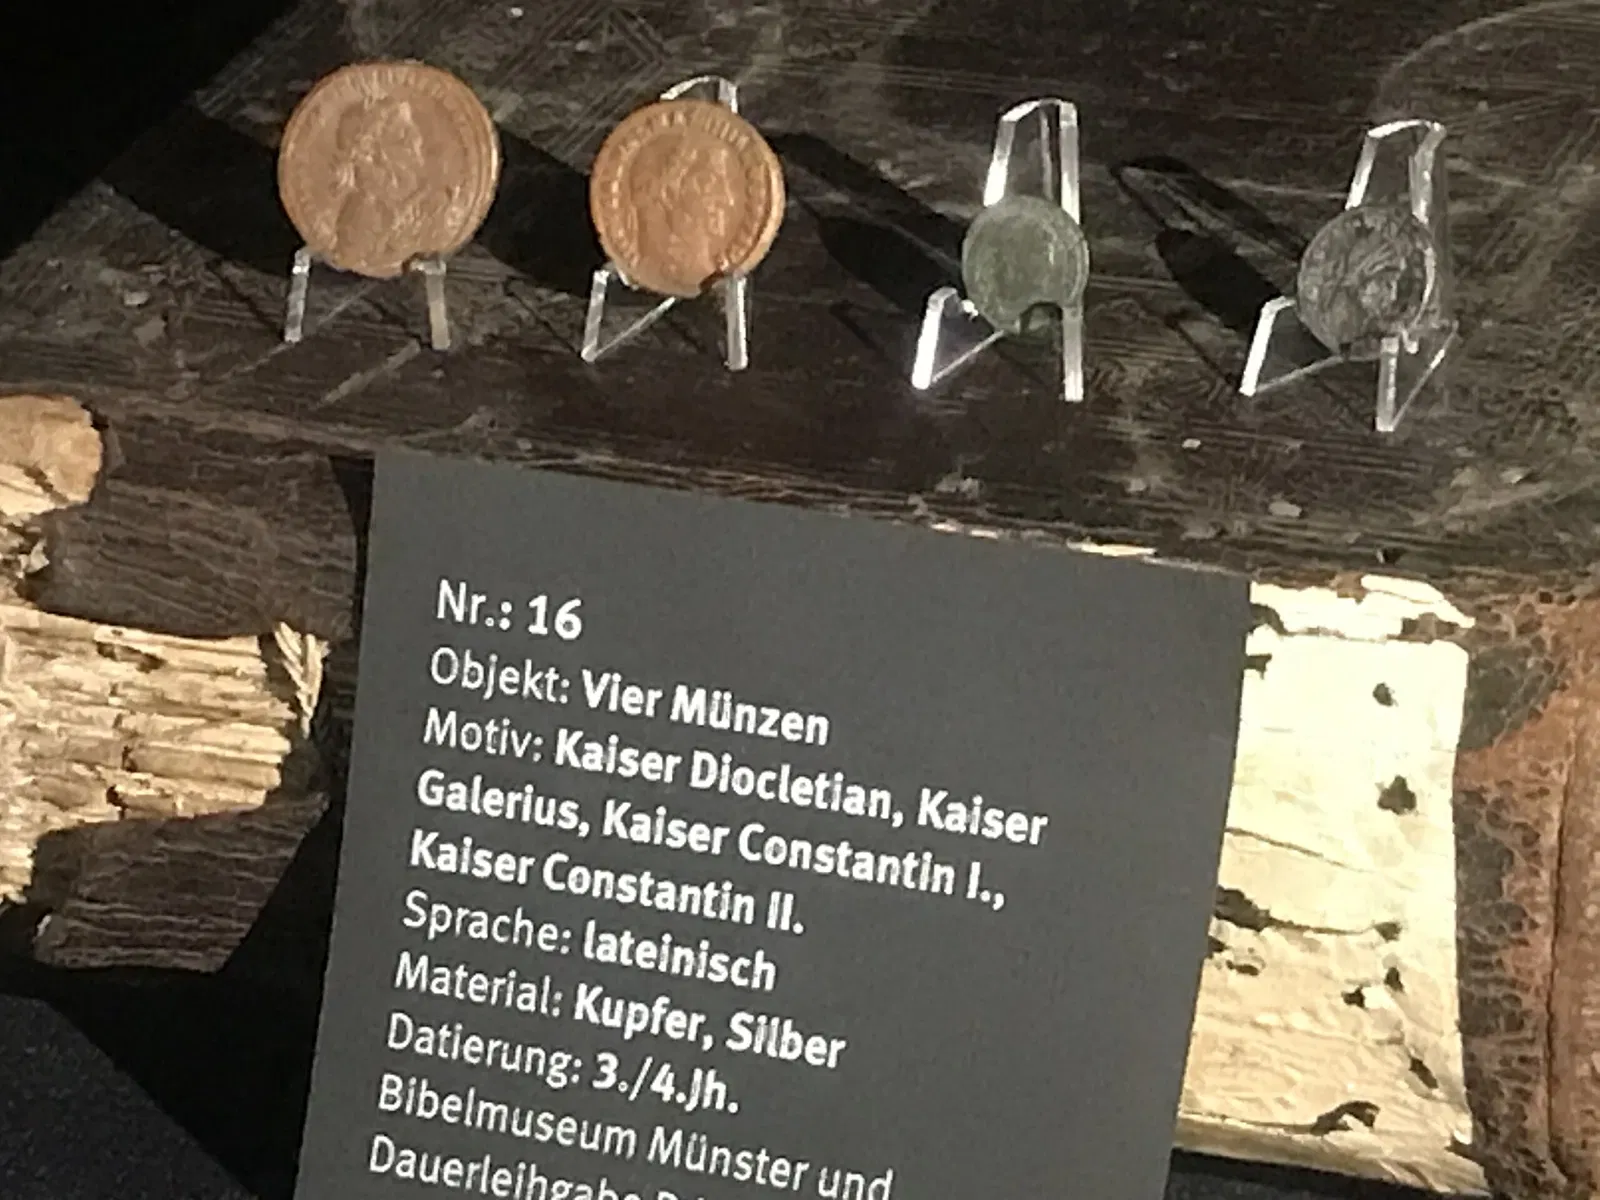 Nr.: 16
Objekt: Vier Münzen
Motiv: Kaiser Diocletian, Kaiser
Galerius, Kaiser Constantin I.,
Kaiser Constantin II.
Sprache: lateinisch
Material: Kupfer, Silber
Datierung: 3./4.Jh.
Bibelmuseum Münster und
Dauerleihgabe